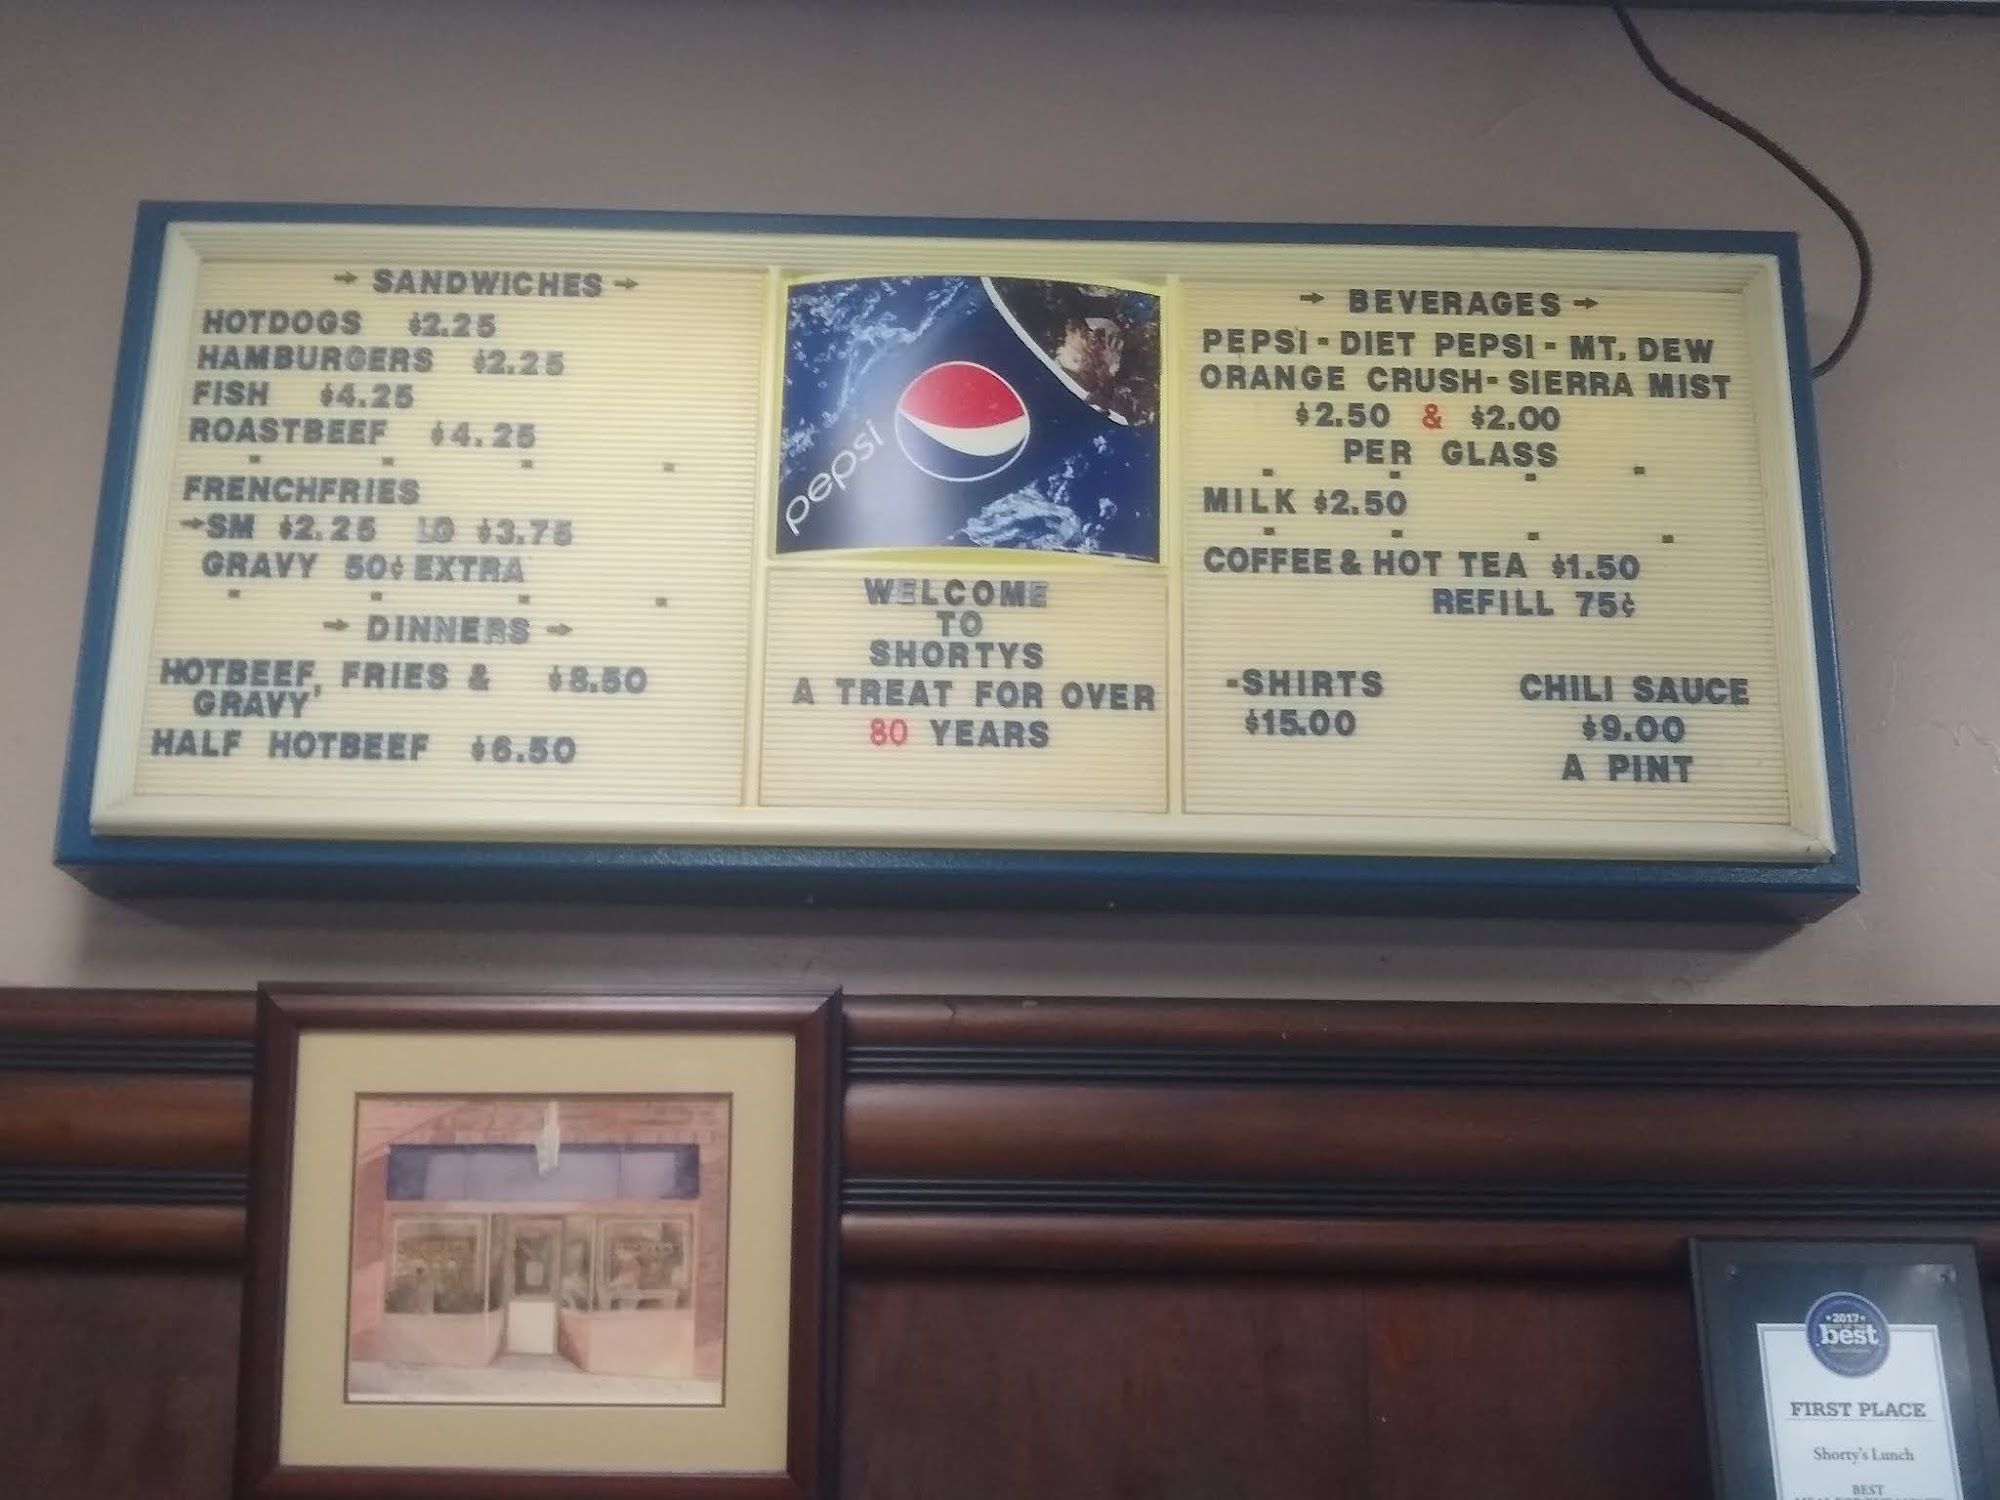 → SANDWICHES →
HOTDOGS $2.25
HAMBURGERS $2.25
FISH $4.25
ROASTBEEF $4.25
FRENCHFRIES
→SM $2.25 LG $3.75
GRAVY 50¢ EXTRA
→ DINNERS →
HOTBEEF, FRIES & $8.50
GRAVY
HALF HOTBEEF $6.50
pepsi
WELCOME
TO
SHORTYS
A TREAT FOR OVER
80 YEARS
→ BEVERAGES →
PEPSI - DIET PEPSI - MT. DEW
ORANGE CRUSH - SIERRA MIST
$2.50 & $2.00
PER GLASS
MILK $2.50
COFFEE & HOT TEA $1.50
REFILL 75¢
-SHIRTS
$15.00
CHILI SAUCE
$9.00
A PINT
2017
best
FIRST PLACE
Shorty's Lunch
BEST